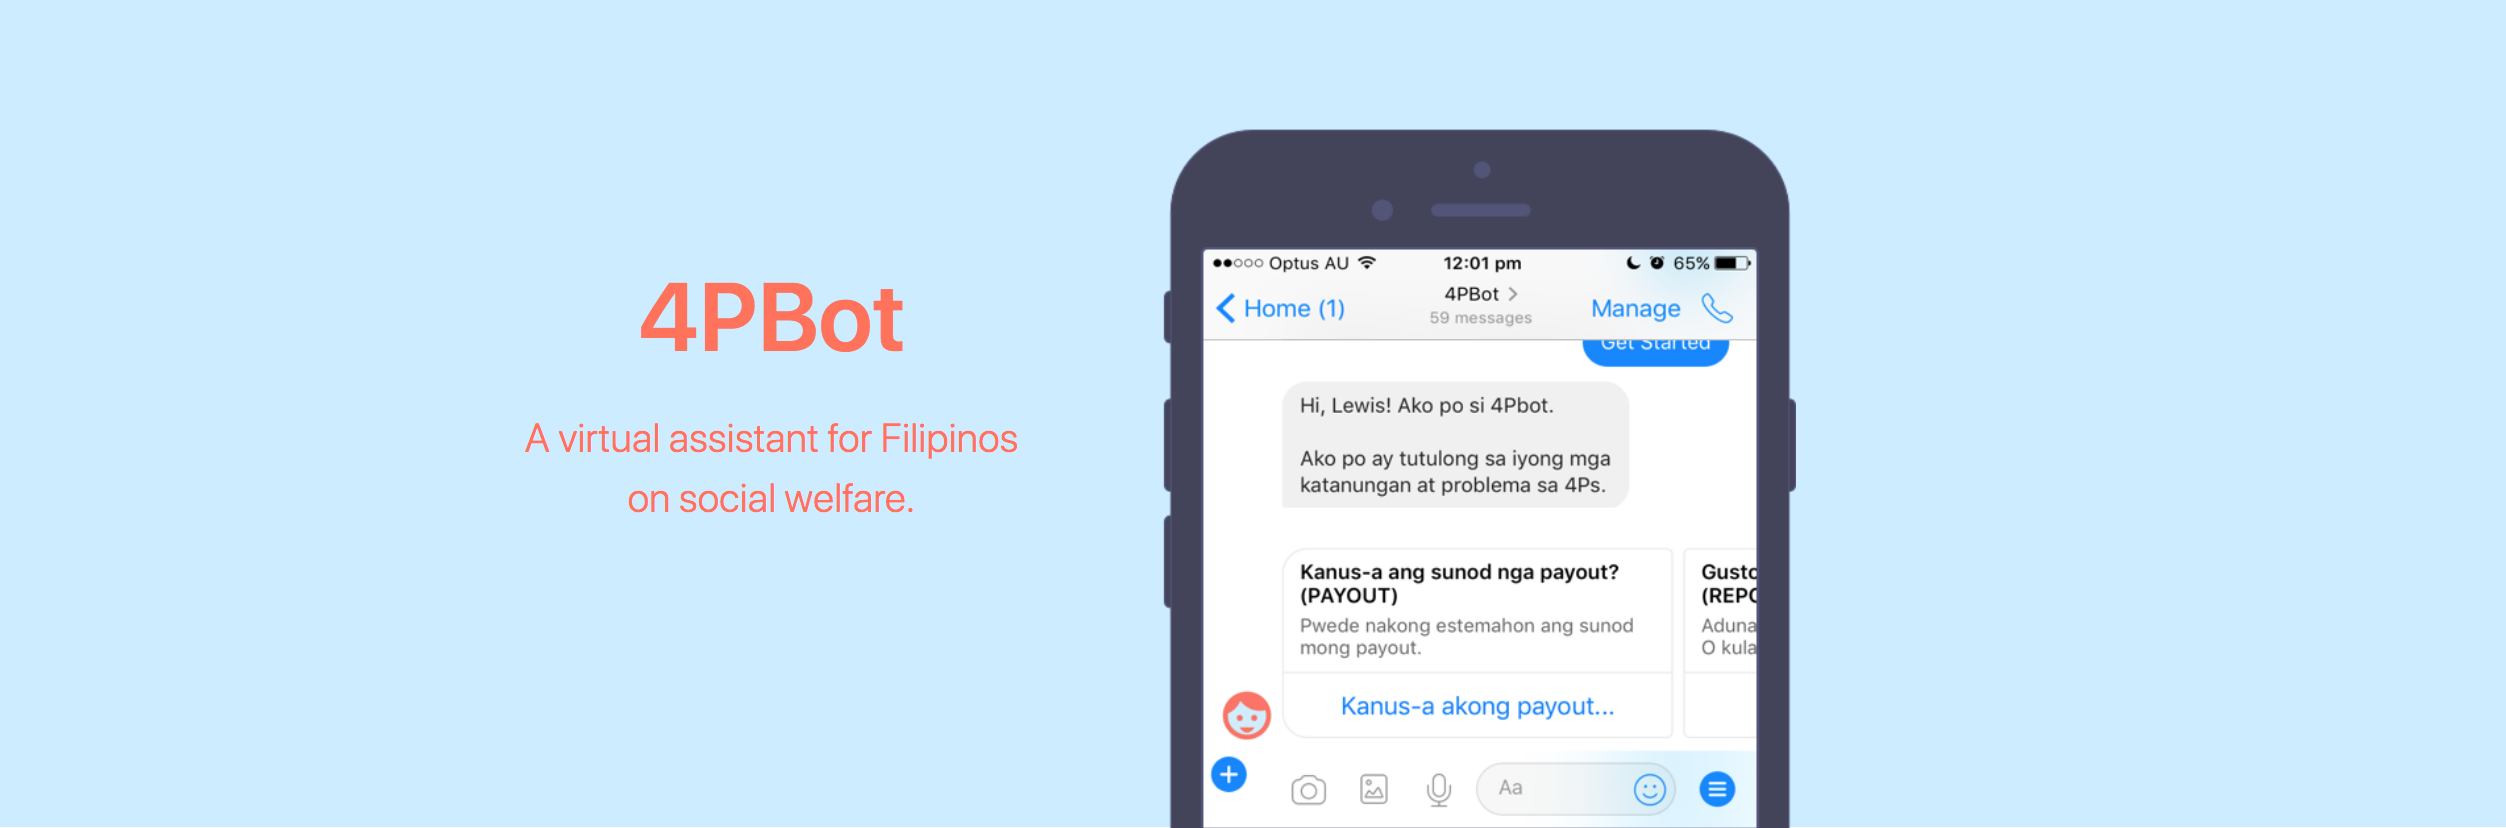 4PBot
A virtual assistant for Filipinos
on social welfare.
Optus AU 12:01 pm 65%
Home (1) 4PBot Manage
59 messages
Get Started
Hi, Lewis! Ako po si 4Pbot.
Ako po ay tutulong sa iyong mga
katanungan at problema sa 4Ps.
Kanus-a ang sunod nga payout?
(PAYOUT)
Pwede nakong estemahon ang sunod
mong payout.
Kanus-a akong payout...
Gusto
(REPO
Aduna
O kula
Aa